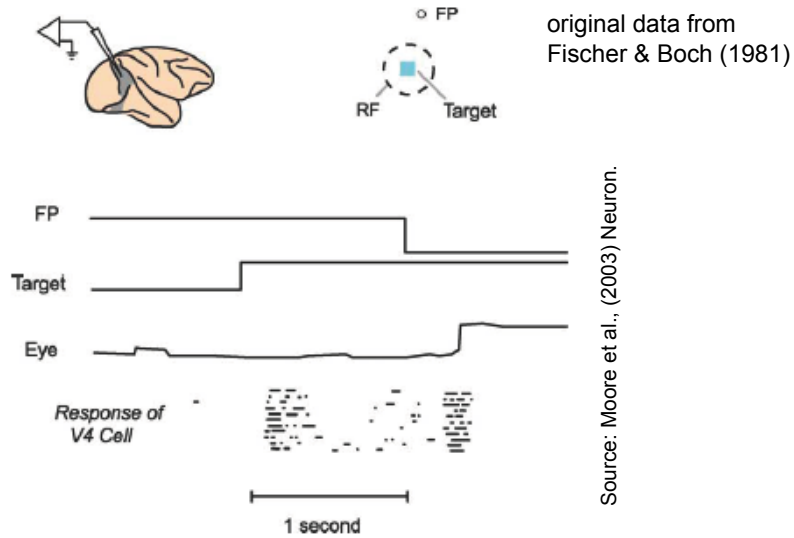 FP
original data from
Fischer & Boch (1981)
RF
Target
FP
Target
Eye
Response of
V4 Cell
1 second
Source: Moore et al., (2003) Neuron.